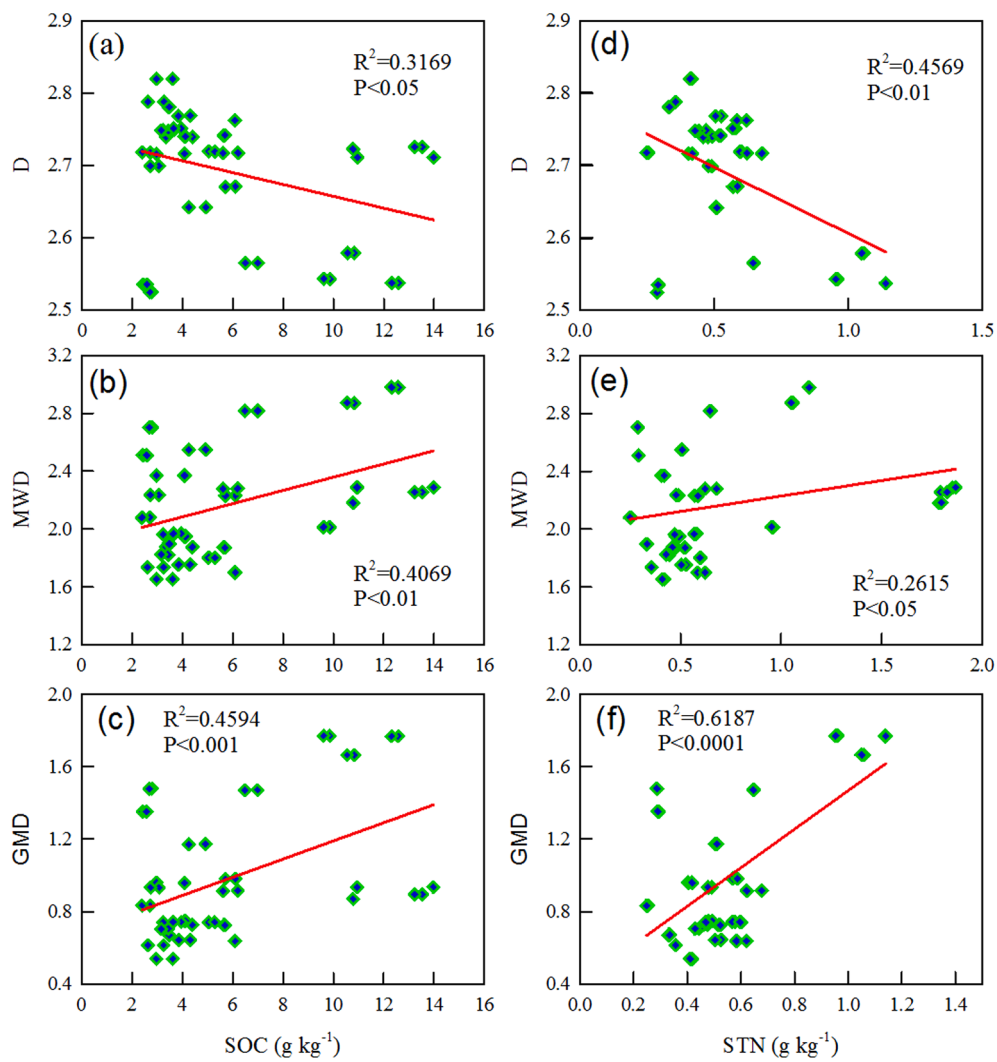 (a)
R²=0.3169
P<0.05
D
2.9
2.8
2.7
2.6
2.5
0 2 4 6 8 10 12 14 16
(d)
R²=0.4569
P<0.01
D
2.9
2.8
2.7
2.6
2.5
0 0.5 1.0 1.5
(b)
R²=0.4069
P<0.01
MWD
3.2
2.8
2.4
2.0
1.6
1.2
0 2 4 6 8 10 12 14 16
(e)
R²=0.2615
P<0.05
MWD
3.2
2.8
2.4
2.0
1.6
1.2
0 0.5 1.0 1.5 2.0
(c)
R²=0.4594
P<0.001
GMD
2.0
1.6
1.2
0.8
0.4
0 2 4 6 8 10 12 14 16
SOC (g kg⁻¹)
(f)
R²=0.6187
P<0.0001
GMD
2.0
1.6
1.2
0.8
0.4
0.0 0.2 0.4 0.6 0.8 1.0 1.2 1.4
STN (g kg⁻¹)